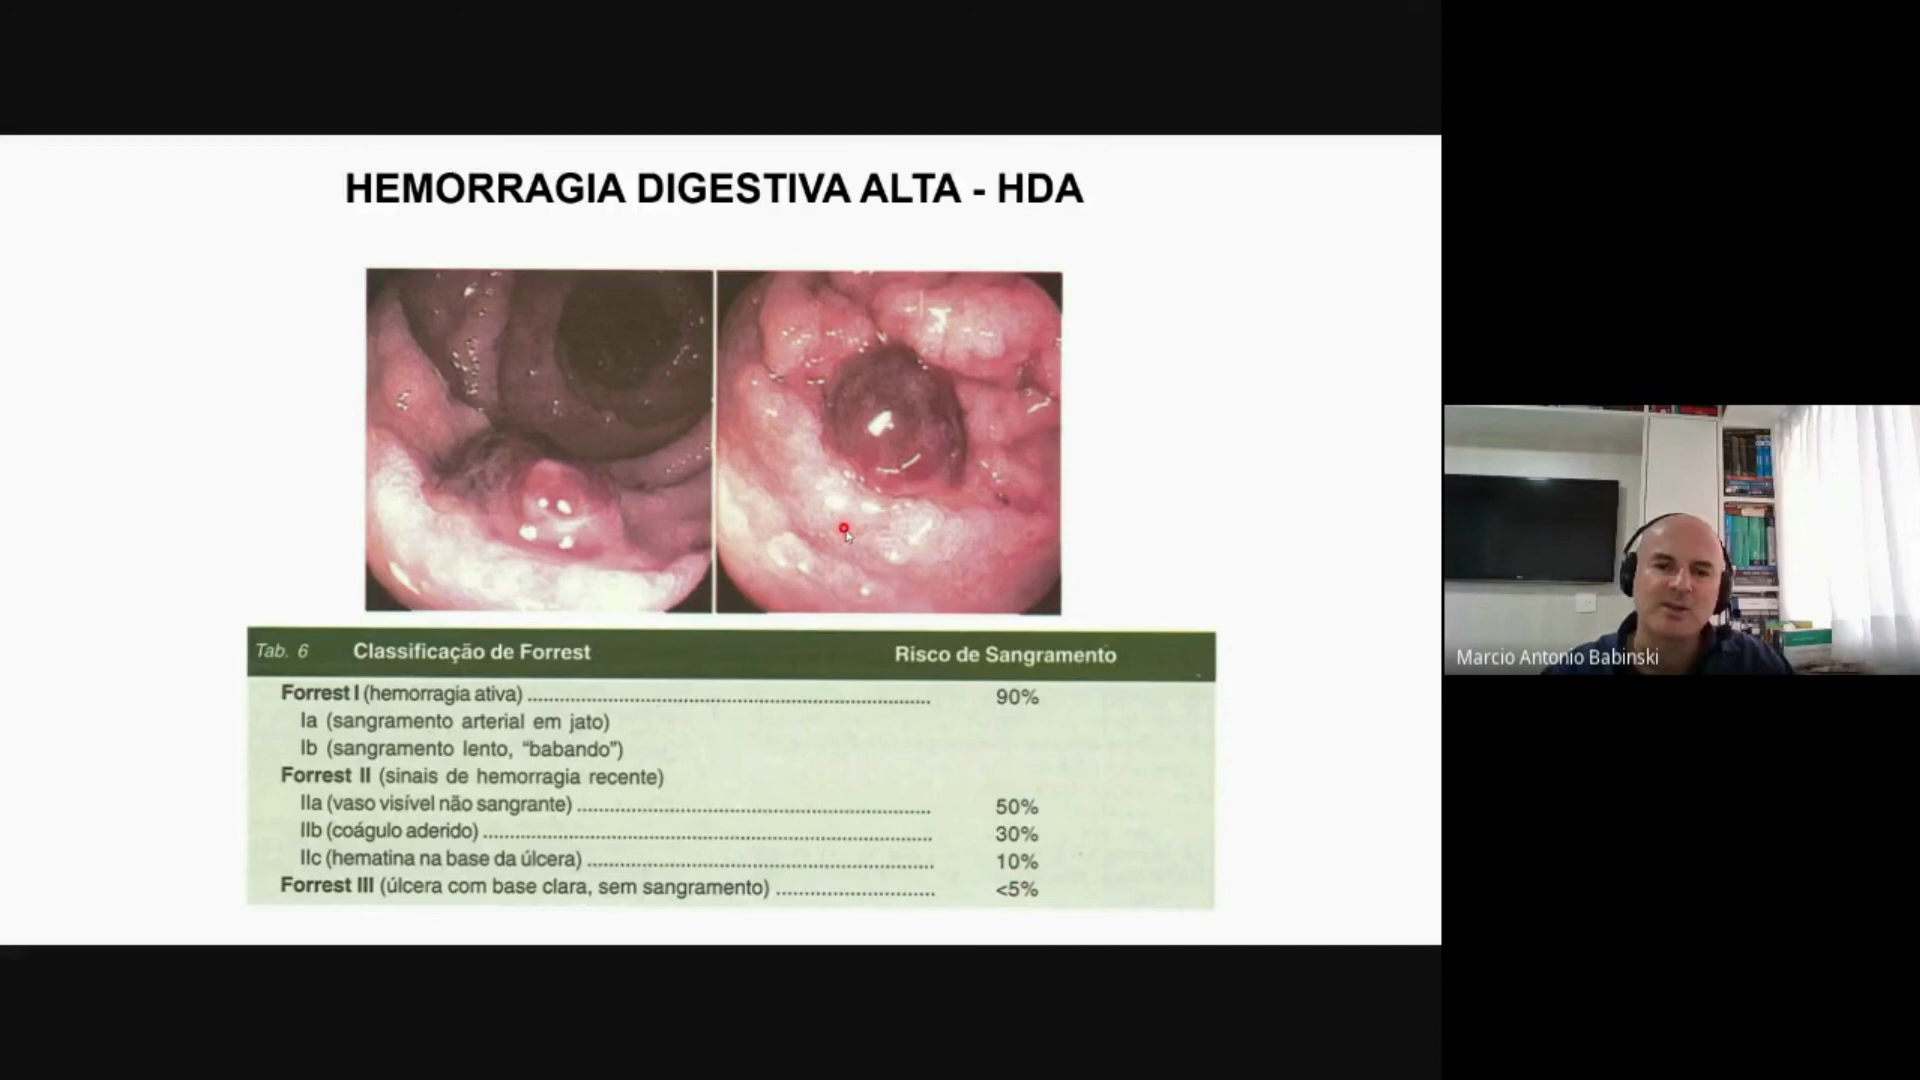 HEMORRAGIA DIGESTIVA ALTA - HDA
Tab. 6 Classificação de Forrest Risco de Sangramento
Forrest I (hemorragia ativa) ........................ 90%
Ia (sangramento arterial em jato)
Ib (sangramento lento, “babando”)
Forrest II (sinais de hemorragia recente)
IIa (vaso visível não sangrante) ........................ 50%
IIb (coágulo aderido) ........................ 30%
IIc (hematina na base da úlcera) ........................ 10%
Forrest III (úlcera com base clara, sem sangramento) ........................ <5%
Marcio Antonio Babinski